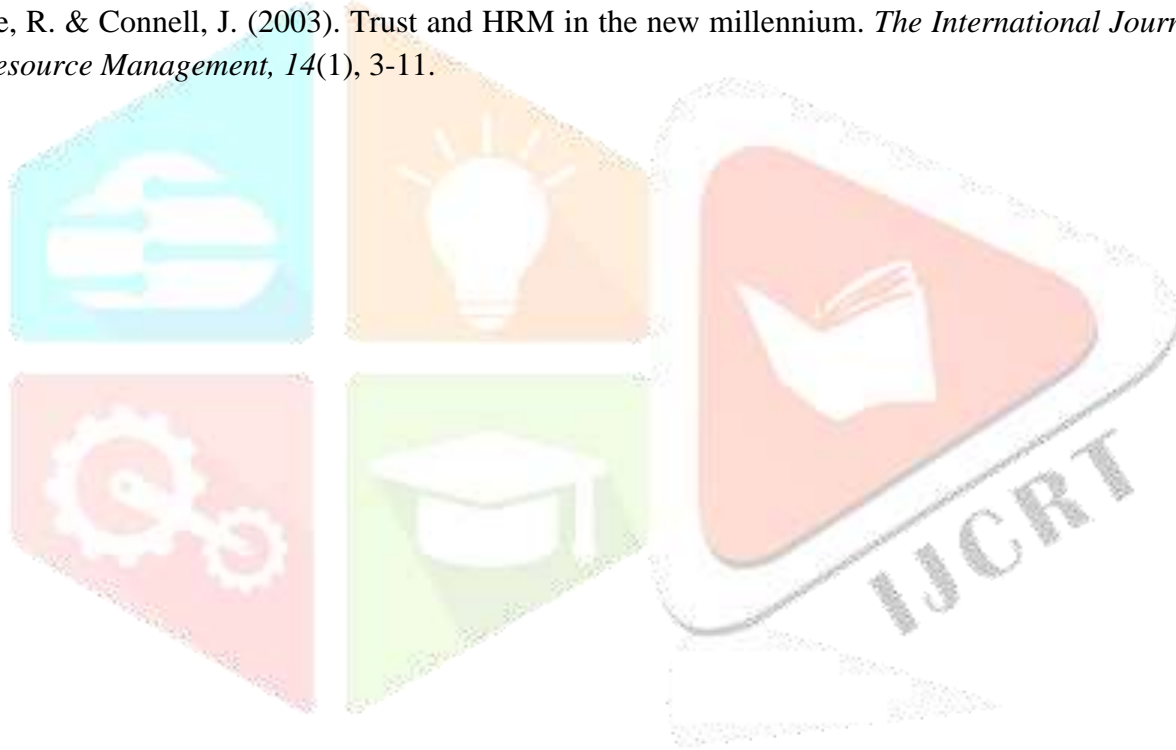 e, R. & Connell, J. (2003). Trust and HRM in the new millennium. The International Journ
esource Management, 14(1), 3-11.
IJCRT